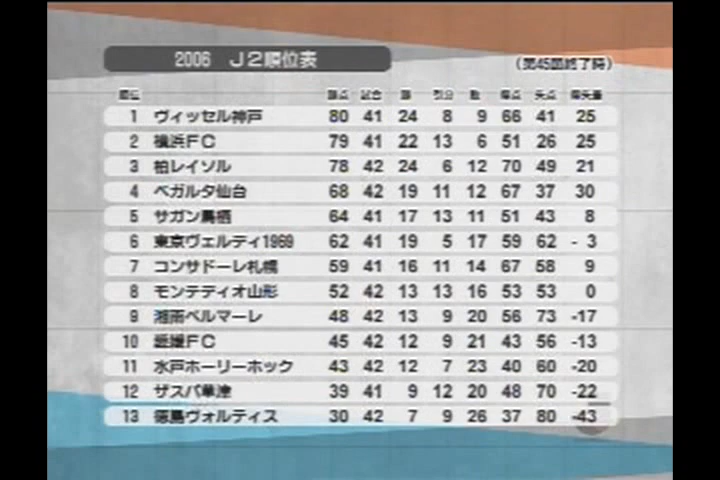 2006 J2順位表
(第45節終了時)
順位 勝点 試合 勝 引分 敗 得点 失点 得失差
1 ヴィッセル神戸 80 41 24 8 9 66 41 25
2 横浜FC 79 41 22 13 6 51 26 25
3 柏レイソル 78 42 24 6 12 70 49 21
4 ベガルタ仙台 68 42 19 11 12 67 37 30
5 サガン鳥栖 64 41 17 13 11 51 43 8
6 東京ヴェルディ1969 62 41 19 5 17 59 62 - 3
7 コンサドーレ札幌 59 41 16 11 14 67 58 9
8 モンテディオ山形 52 42 13 13 16 53 53 0
9 湘南ベルマーレ 48 42 13 9 20 56 73 -17
10 愛媛FC 45 42 12 9 21 43 56 -13
11 水戸ホーリーホック 43 42 12 7 23 40 60 -20
12 ザスパ草津 39 41 9 12 20 48 70 -22
13 徳島ヴォルティス 30 42 7 9 26 37 80 -43